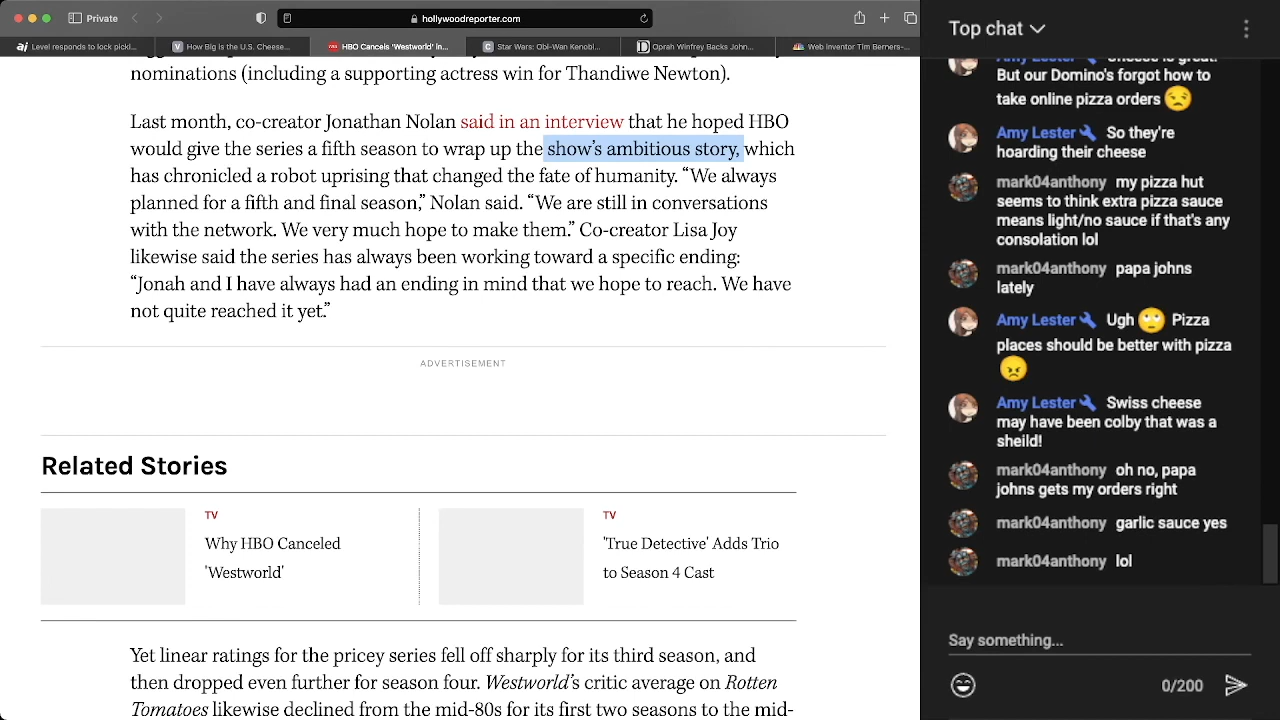 Private
hollywoodreporter.com
Level responds to lock pickl...
How Big Is the U.S. Cheese...
HBO Cancels 'Westworld' in...
Star Wars: Obi-Wan Kenobi...
Oprah Winfrey Backs John...
Web inventor Tim Berners-...
nominations (including a supporting actress win for Thandiwe Newton).
Last month, co-creator Jonathan Nolan said in an interview that he hoped HBO
would give the series a fifth season to wrap up the show's ambitious story, which
has chronicled a robot uprising that changed the fate of humanity. “We always
planned for a fifth and final season,” Nolan said. “We are still in conversations
with the network. We very much hope to make them.” Co-creator Lisa Joy
likewise said the series has always been working toward a specific ending:
“Jonah and I have always had an ending in mind that we hope to reach. We have
not quite reached it yet.”
ADVERTISEMENT
Related Stories
TV
Why HBO Canceled
'Westworld'
TV
'True Detective' Adds Trio
to Season 4 Cast
Yet linear ratings for the pricey series fell off sharply for its third season, and
then dropped even further for season four. Westworld's critic average on Rotten
Tomatoes likewise declined from the mid-80s for its first two seasons to the mid-
Top chat
Amy Lester Cheese is great!
But our Domino's forgot how to
take online pizza orders
Amy Lester So they're
hoarding their cheese
mark04anthony my pizza hut
seems to think extra pizza sauce
means light/no sauce if that's any
consolation lol
mark04anthony papa johns
lately
Amy Lester Ugh Pizza
places should be better with pizza
Amy Lester Swiss cheese
may have been colby that was a
sheild!
mark04anthony oh no, papa
johns gets my orders right
mark04anthony garlic sauce yes
mark04anthony lol
Say something...
0/200